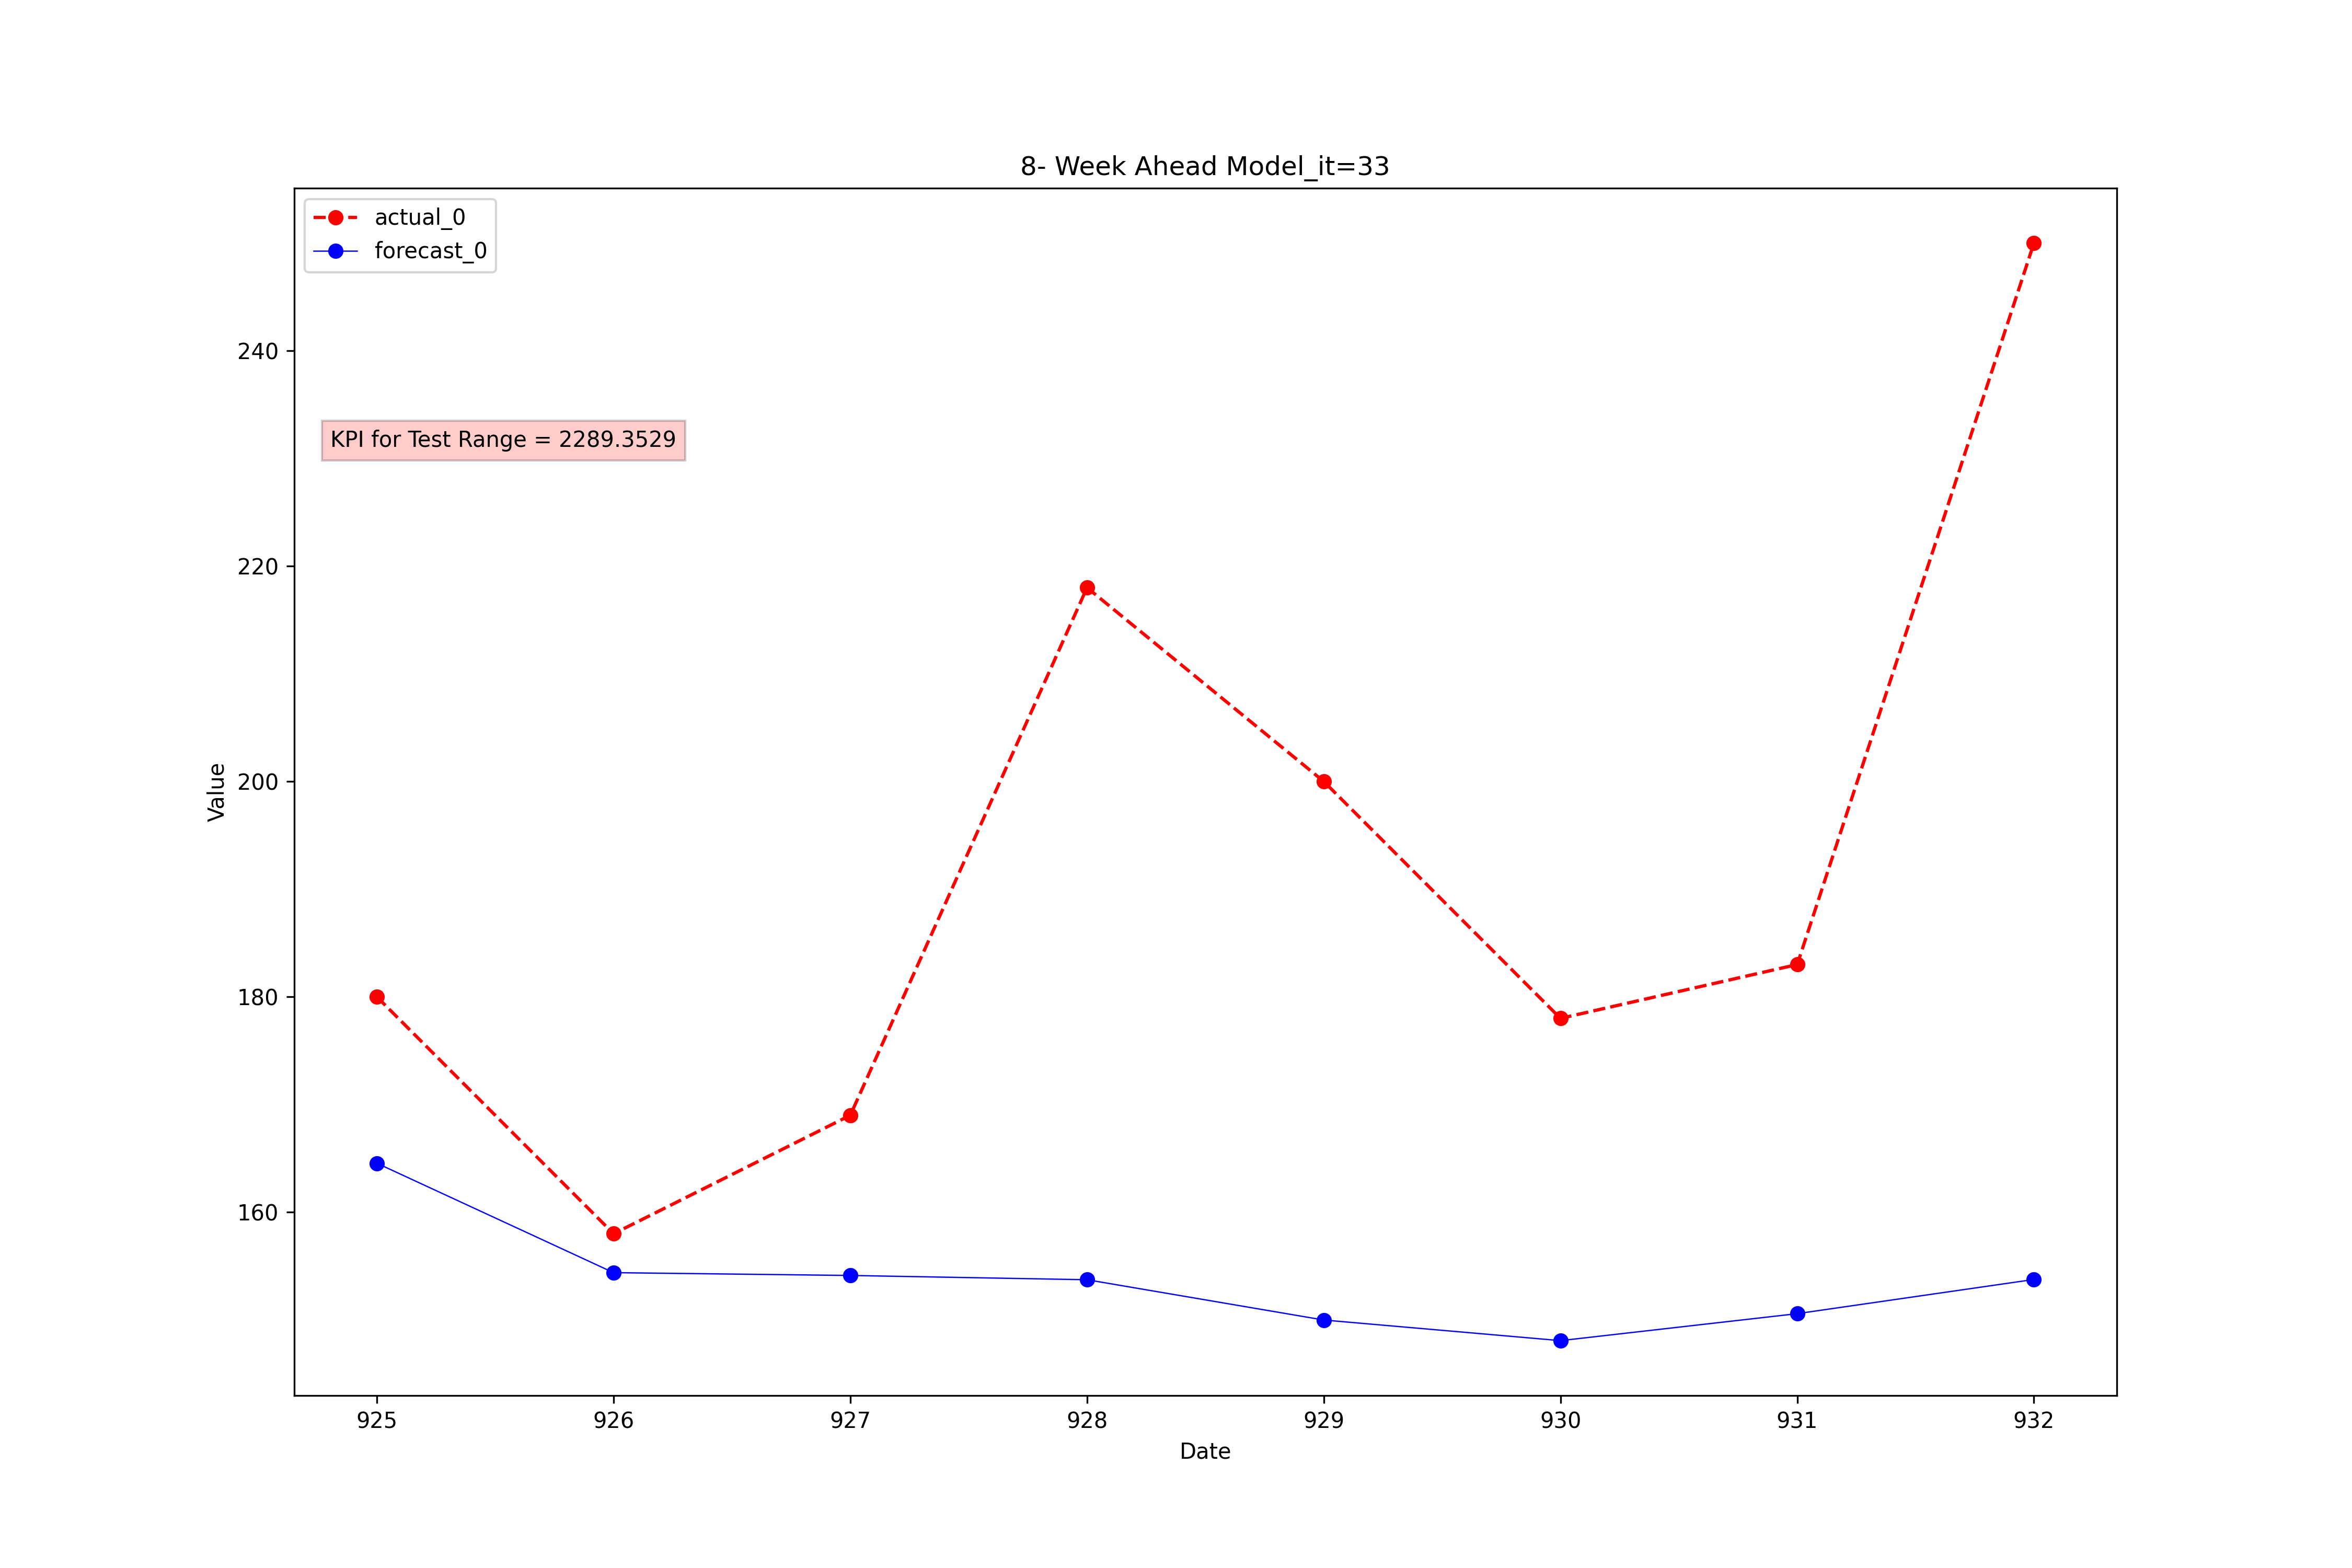 8- Week Ahead Model_it=33
actual_0
forecast_0
KPI for Test Range = 2289.3529
Value
240
220
200
180
160
925 926 927 928 929 930 931 932
Date